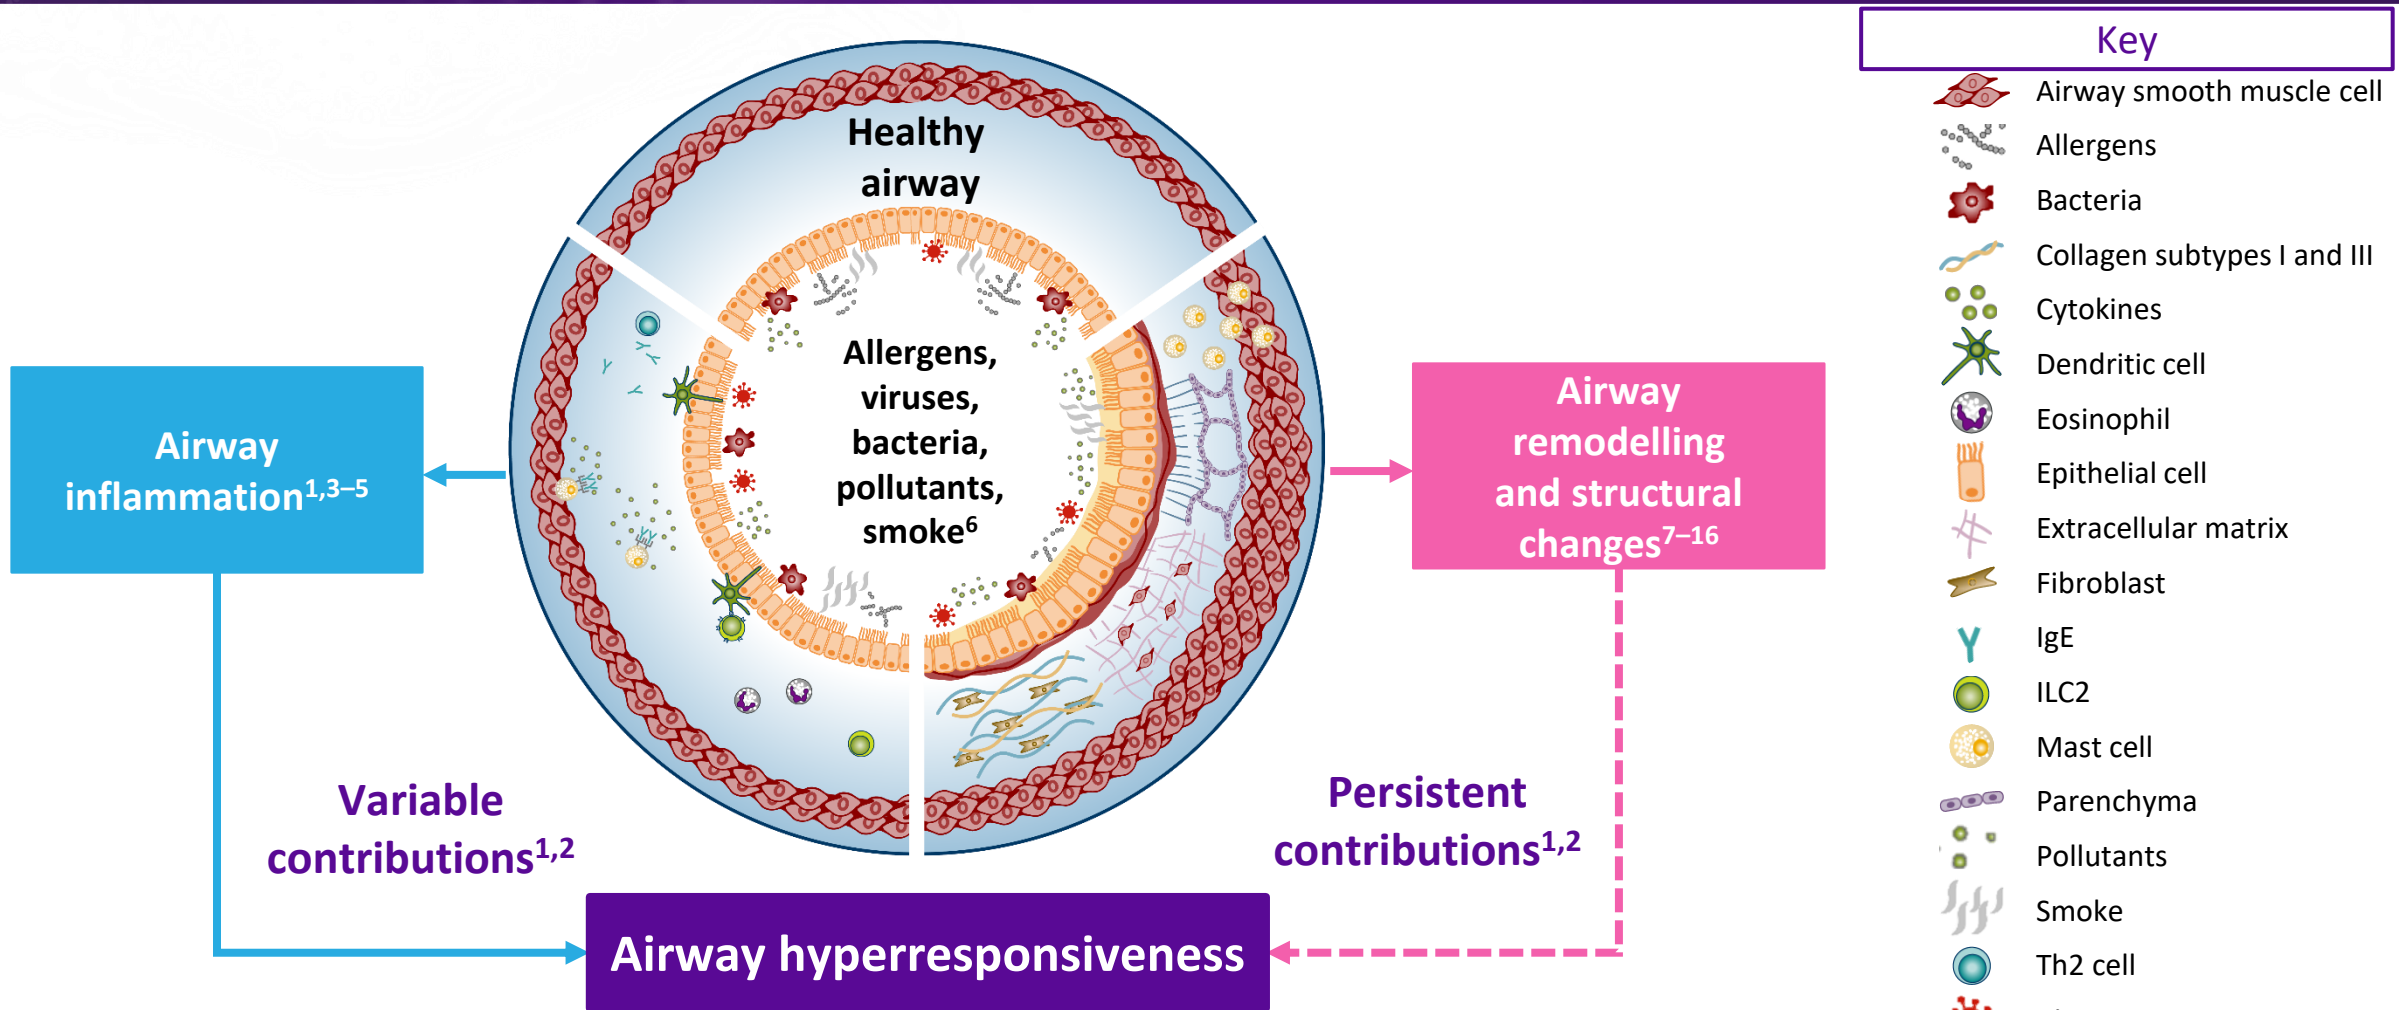 Healthy
airway
Allergens,
viruses,
bacteria,
pollutants,
smoke⁶
Airway
inflammation¹,³⁻⁵
Airway
remodelling
and structural
changes⁷⁻¹⁶
Variable
contributions¹,²
Persistent
contributions¹,²
Airway hyperresponsiveness
Key
Airway smooth muscle cell
Allergens
Bacteria
Collagen subtypes I and III
Cytokines
Dendritic cell
Eosinophil
Epithelial cell
Extracellular matrix
Fibroblast
IgE
ILC2
Mast cell
Parenchyma
Pollutants
Smoke
Th2 cell